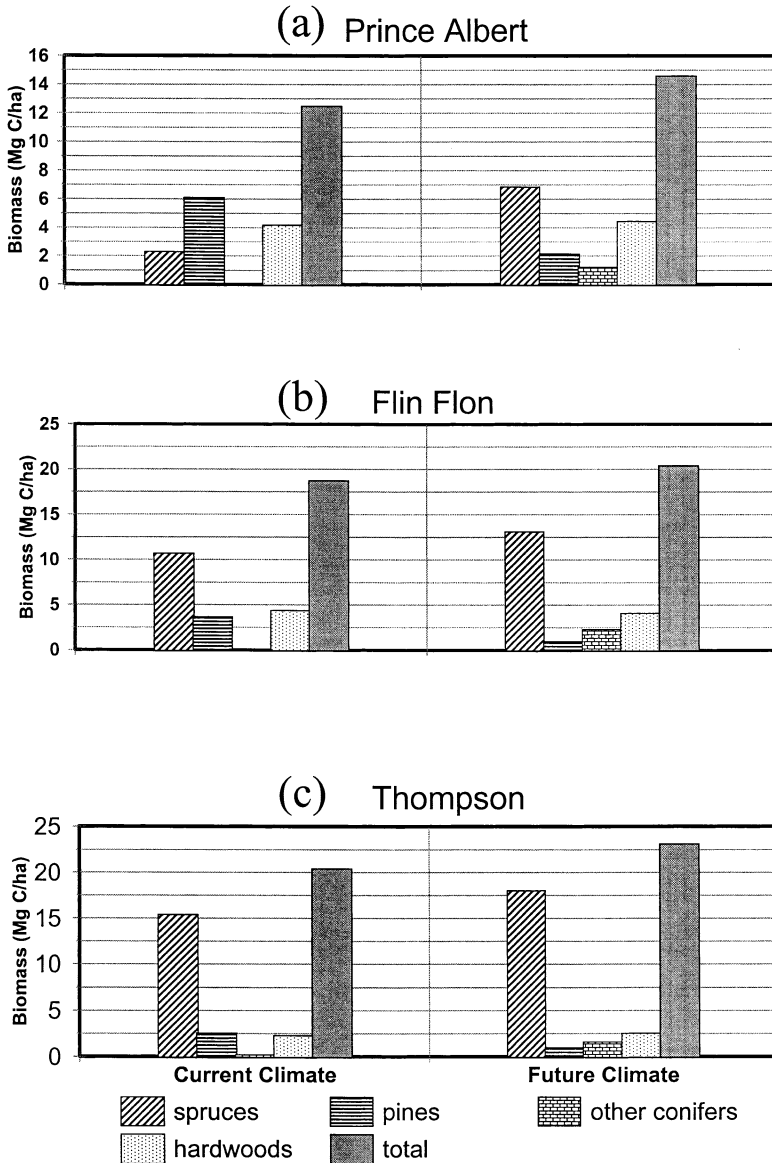 (a) Prince Albert
Biomass (Mg C/ha)
16
14
12
10
8
6
4
2
0
(b) Flin Flon
Biomass (Mg C/ha)
25
20
15
10
5
0
(c) Thompson
Biomass (Mg C/ha)
25
20
15
10
5
0
Current Climate Future Climate
spruces pines other conifers
hardwoods total